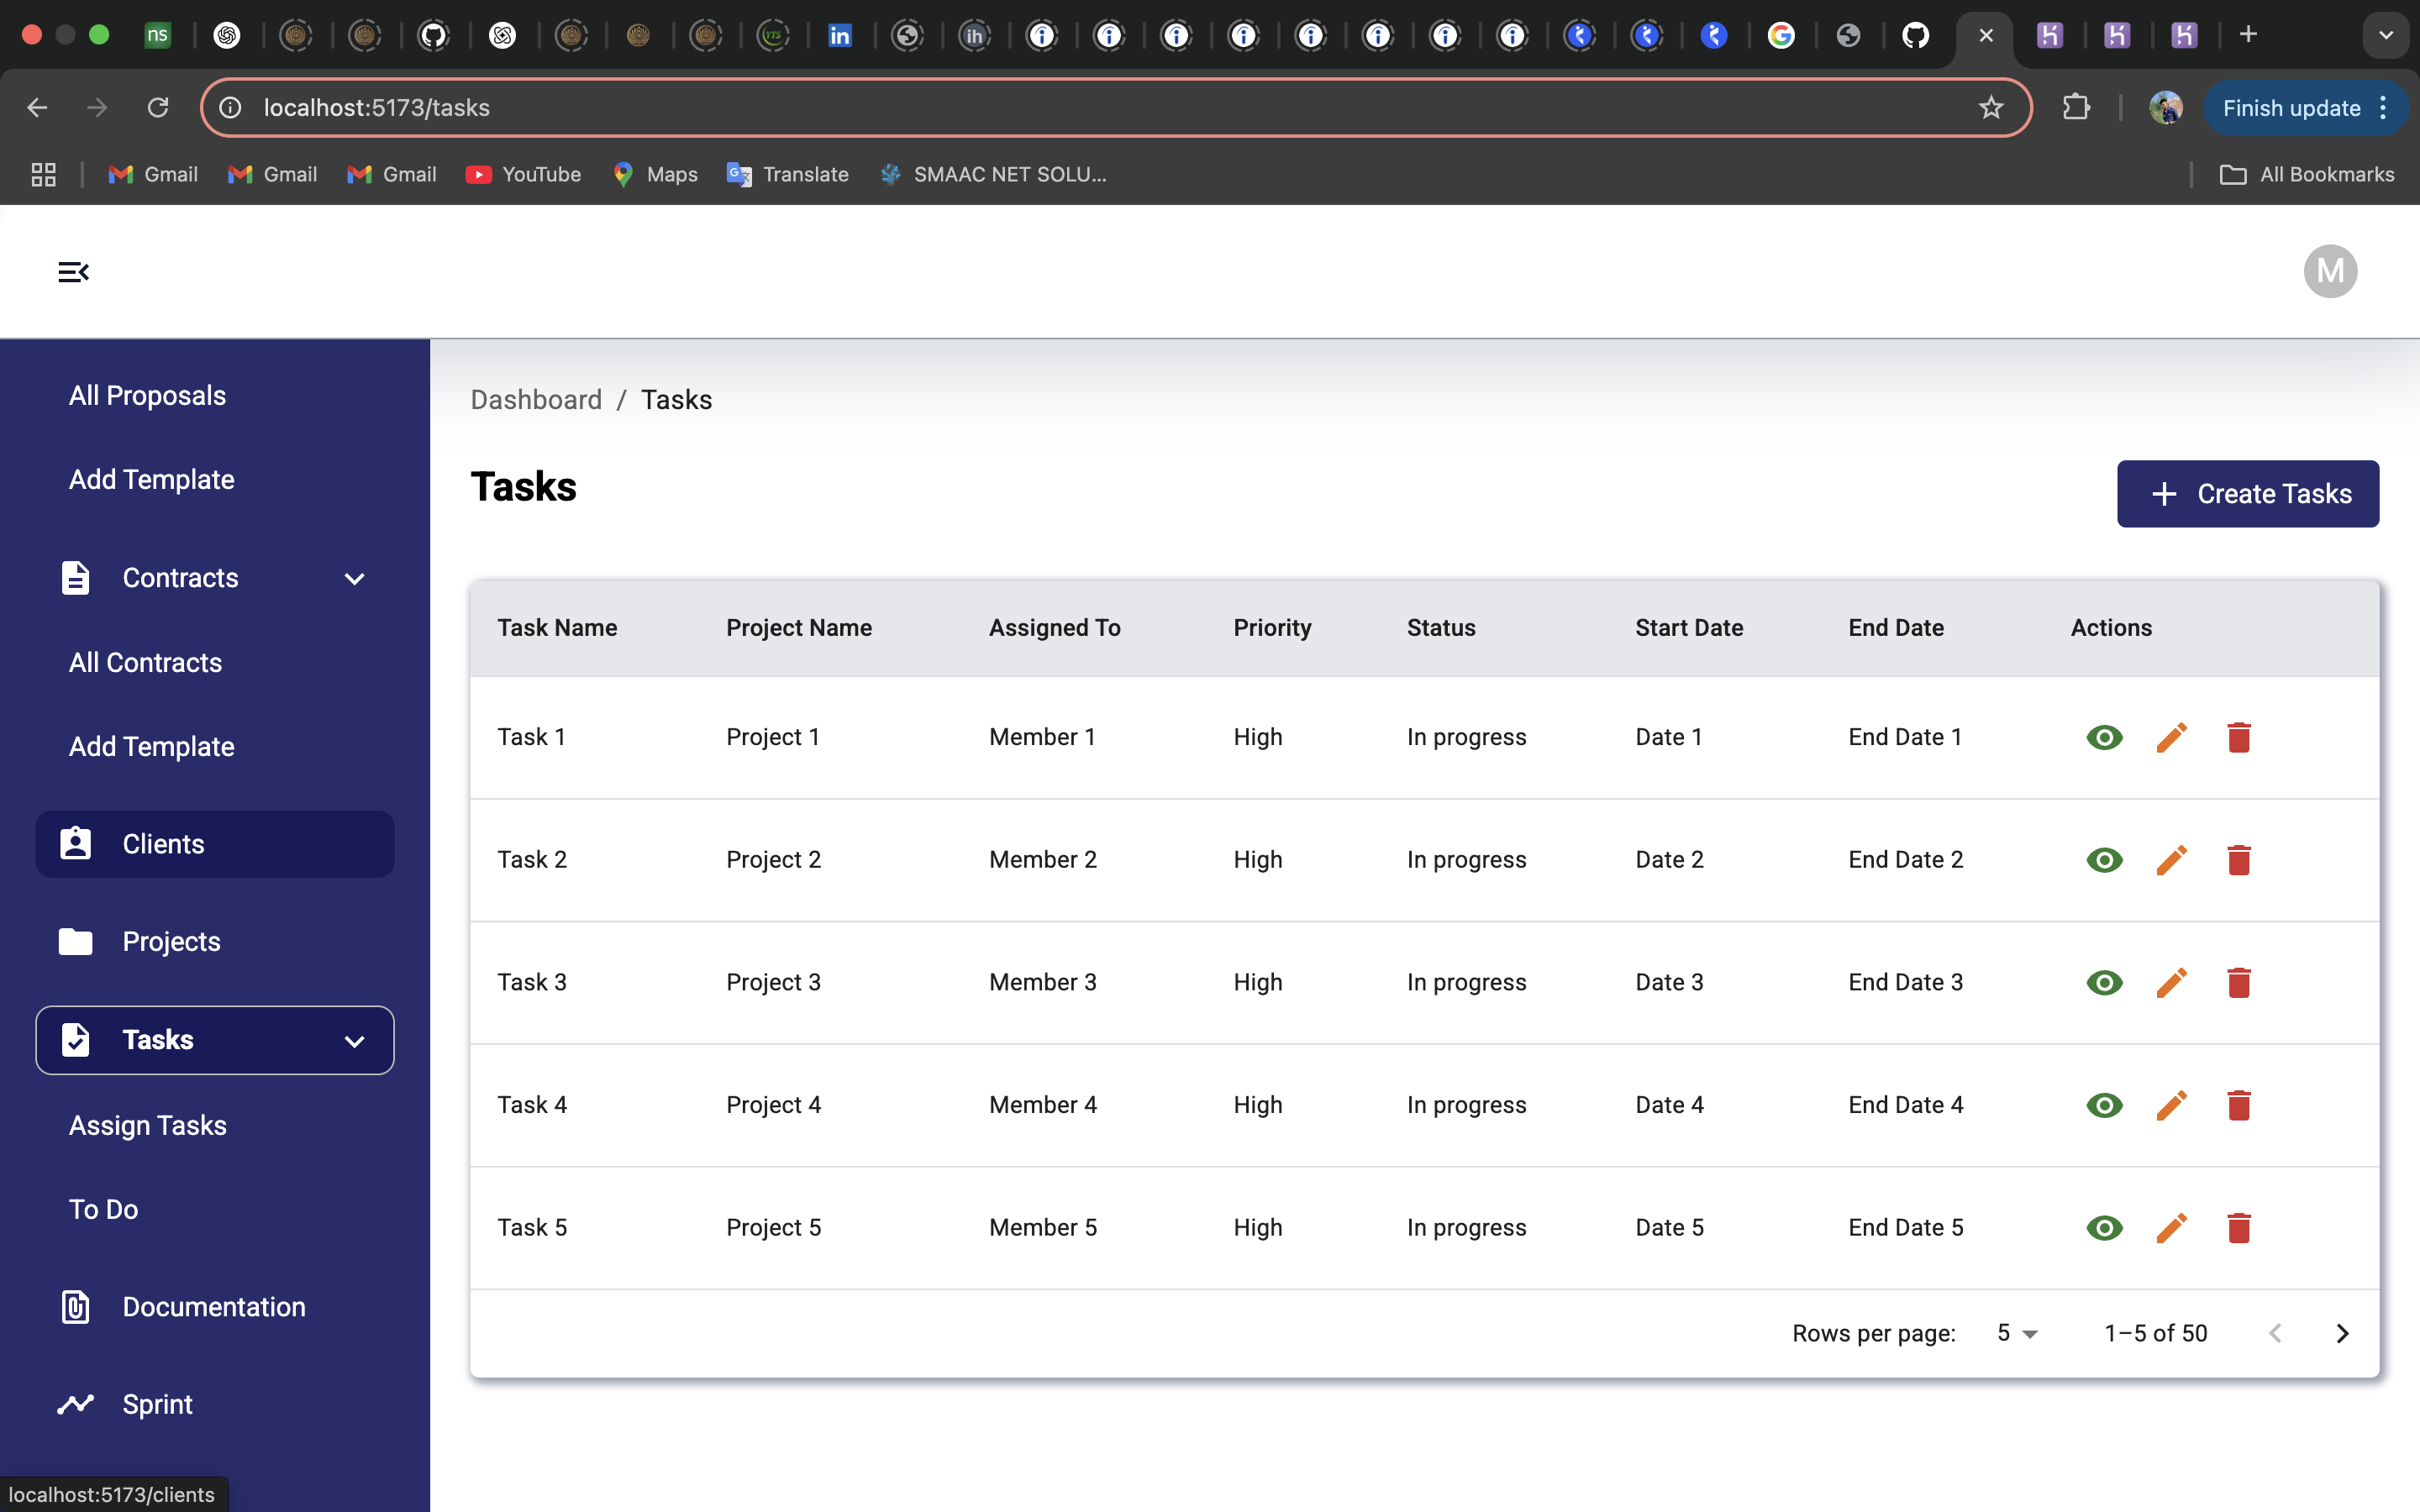 ns
YTS
in
ih
localhost:5173/tasks
Finish update
Gmail
Gmail
Gmail
YouTube
Maps
Translate
SMAAC NET SOLU...
All Bookmarks
M
All Proposals
Add Template
Contracts
All Contracts
Add Template
Clients
Projects
Tasks
Assign Tasks
To Do
Documentation
Sprint
Dashboard / Tasks
Tasks
+ Create Tasks
Task Name Project Name Assigned To Priority Status Start Date End Date Actions
Task 1 Project 1 Member 1 High In progress Date 1 End Date 1
Task 2 Project 2 Member 2 High In progress Date 2 End Date 2
Task 3 Project 3 Member 3 High In progress Date 3 End Date 3
Task 4 Project 4 Member 4 High In progress Date 4 End Date 4
Task 5 Project 5 Member 5 High In progress Date 5 End Date 5
Rows per page: 5 1–5 of 50
localhost:5173/clients